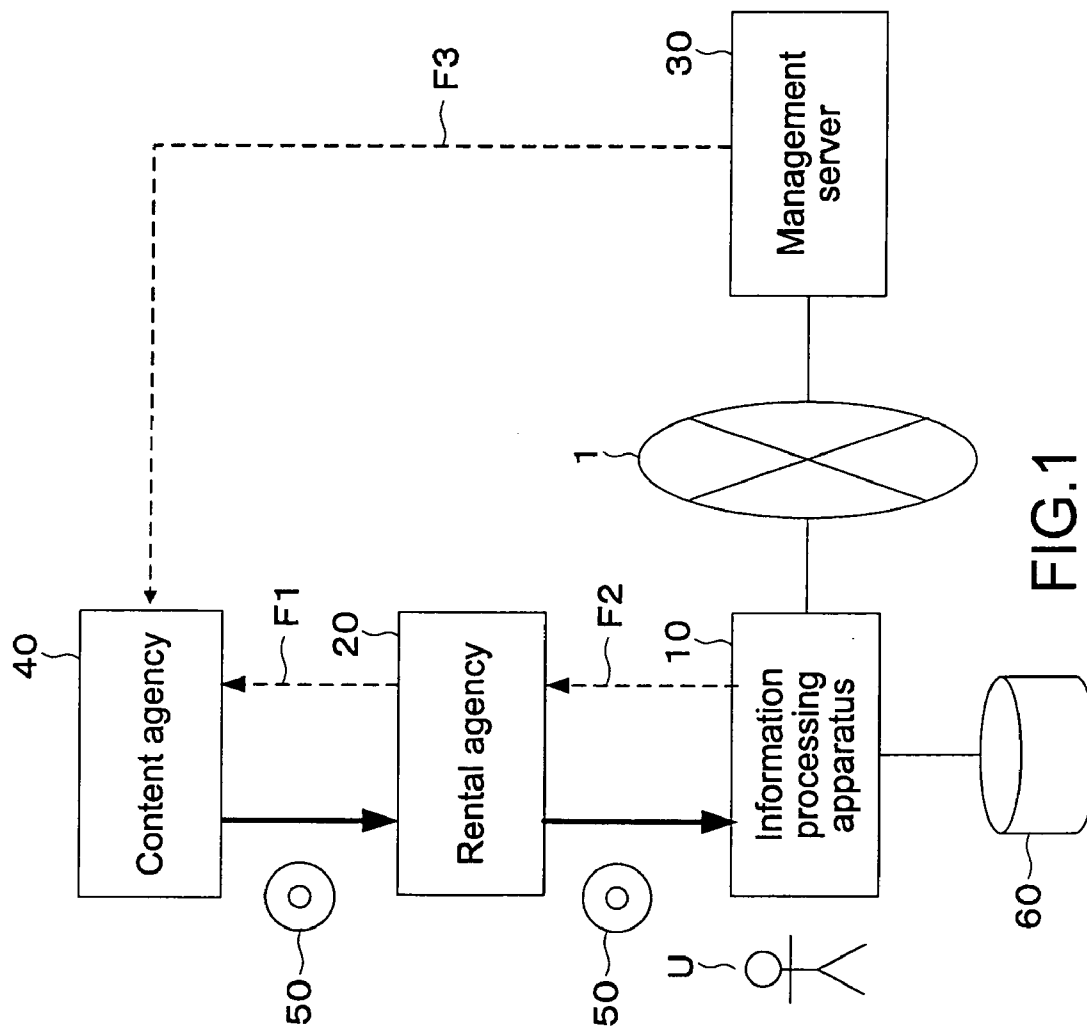 40
Content agency
F3
50
F1
20
Rental agency
30
Management
server
50
F2
U
10
Information
processing
apparatus
1
60
FIG.1